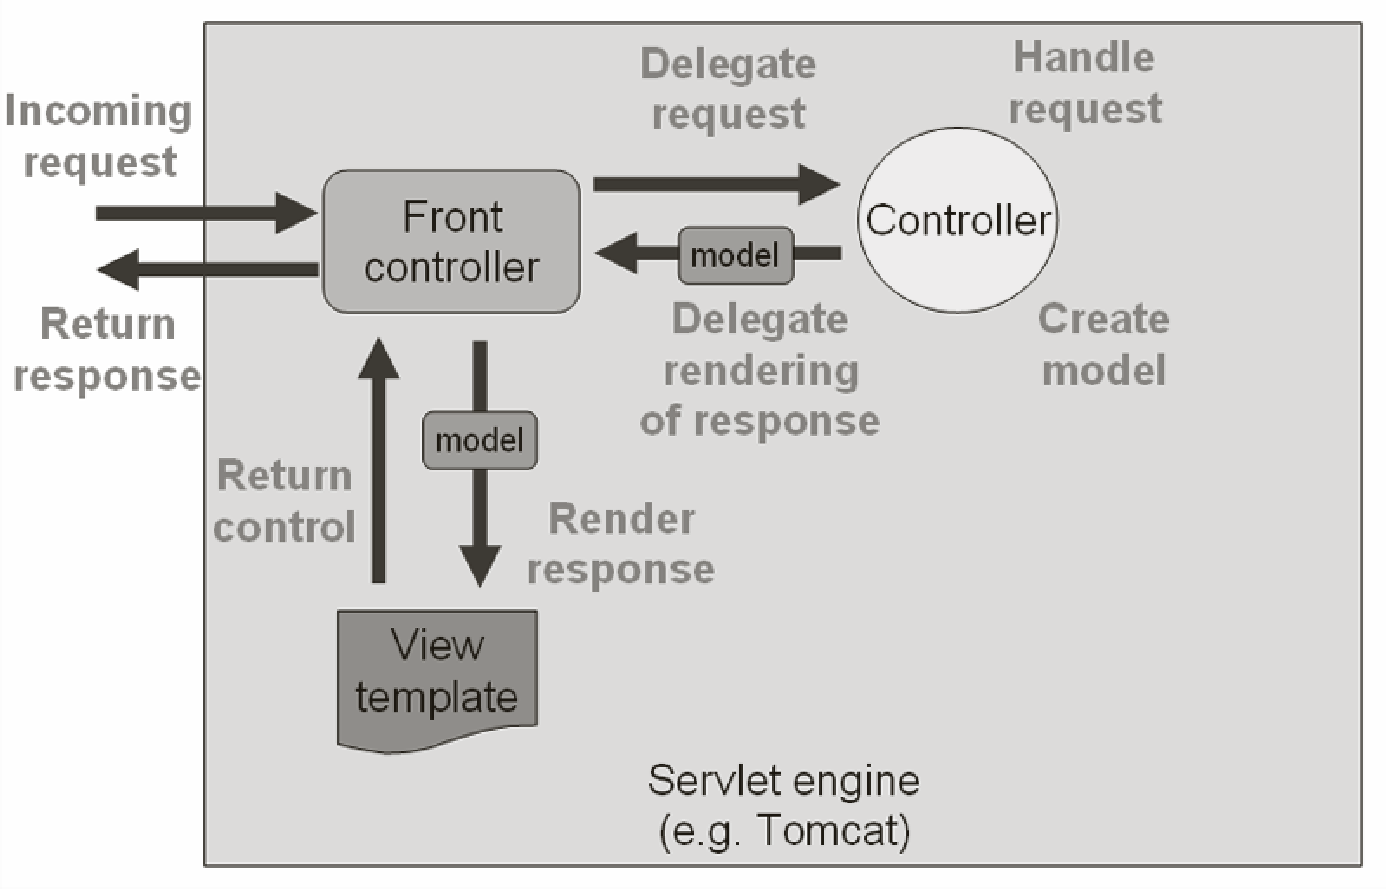 Incoming
request
Return
response
Front
controller
Delegate
request
model
Delegate
rendering
of response
Handle
request
Controller
Create
model
Return
control
model
Render
response
View
template
Servlet engine
(e.g. Tomcat)